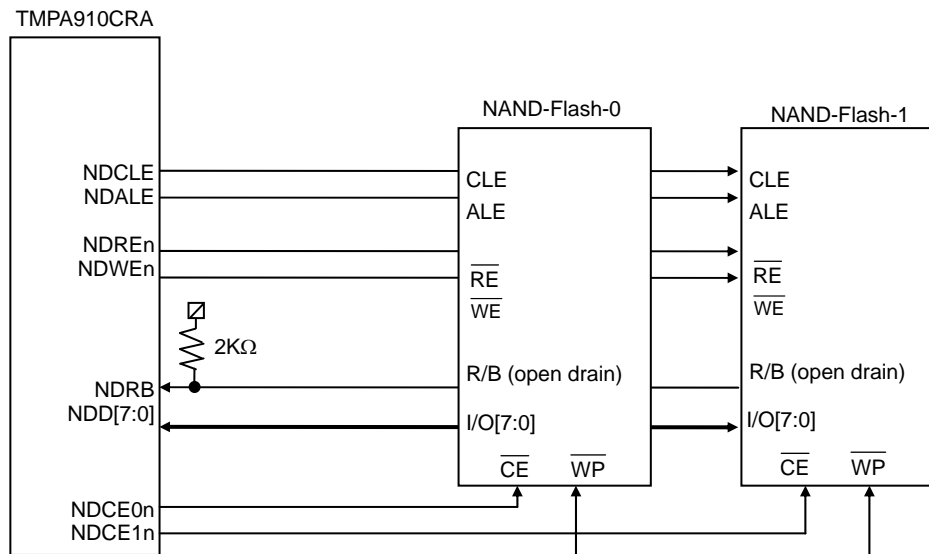 TMPA910CRA
NAND-Flash-0
NAND-Flash-1
NDCLE
NDALE
NDREn
NDWEn
2KΩ
NDRB
NDD[7:0]
NDCE0n
NDCE1n
CLE
ALE
RE
WE
R/B (open drain)
I/O[7:0]
CE WP
CLE
ALE
RE
WE
R/B (open drain)
I/O[7:0]
CE WP